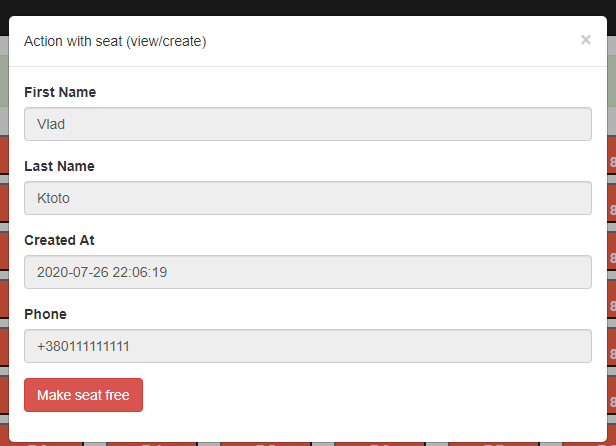 Action with seat (view/create)
×
First Name
Vlad
Last Name
Ktoto
Created At
2020-07-26 22:06:19
Phone
+380111111111
Make seat free